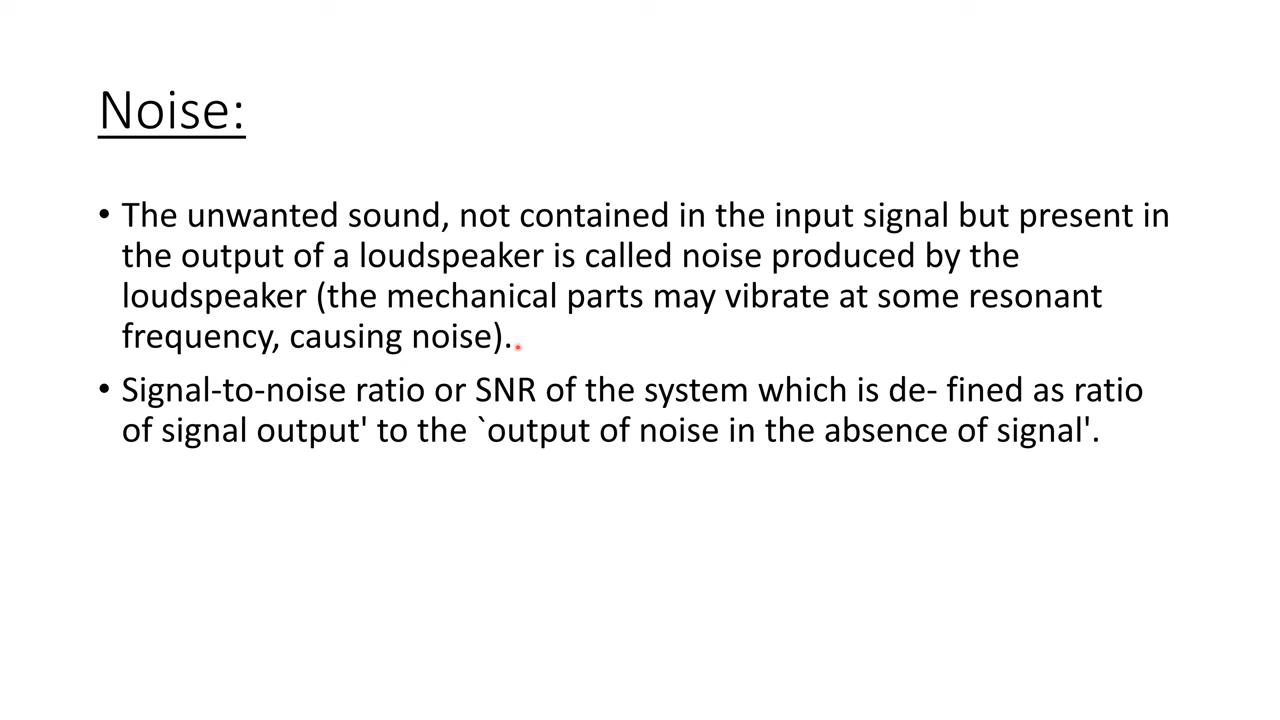 Noise:
• The unwanted sound, not contained in the input signal but present in
the output of a loudspeaker is called noise produced by the
loudspeaker (the mechanical parts may vibrate at some resonant
frequency, causing noise).
• Signal-to-noise ratio or SNR of the system which is de- fined as ratio
of signal output' to the `output of noise in the absence of signal'.